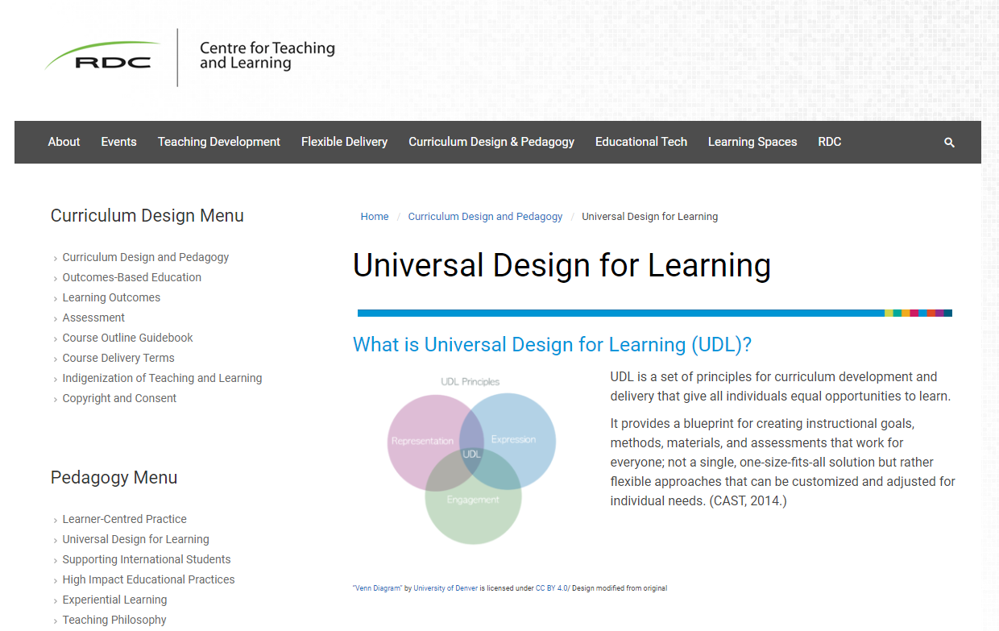 RDC
Centre for Teaching
and Learning
About Events Teaching Development Flexible Delivery Curriculum Design & Pedagogy Educational Tech Learning Spaces RDC
Curriculum Design Menu
Curriculum Design and Pedagogy
Outcomes-Based Education
Learning Outcomes
Assessment
Course Outline Guidebook
Course Delivery Terms
Indigenization of Teaching and Learning
Copyright and Consent
Pedagogy Menu
Learner-Centred Practice
Universal Design for Learning
Supporting International Students
High Impact Educational Practices
Experiential Learning
Teaching Philosophy
Home / Curriculum Design and Pedagogy / Universal Design for Learning
Universal Design for Learning
What is Universal Design for Learning (UDL)?
UDL Principles
Representation
Expression
UDL
Engagement
UDL is a set of principles for curriculum development and
delivery that give all individuals equal opportunities to learn.
It provides a blueprint for creating instructional goals,
methods, materials, and assessments that work for
everyone; not a single, one-size-fits-all solution but rather
flexible approaches that can be customized and adjusted for
individual needs. (CAST, 2014.)
"Venn Diagram" by University of Denver is licensed under CC BY 4.0/ Design modified from original